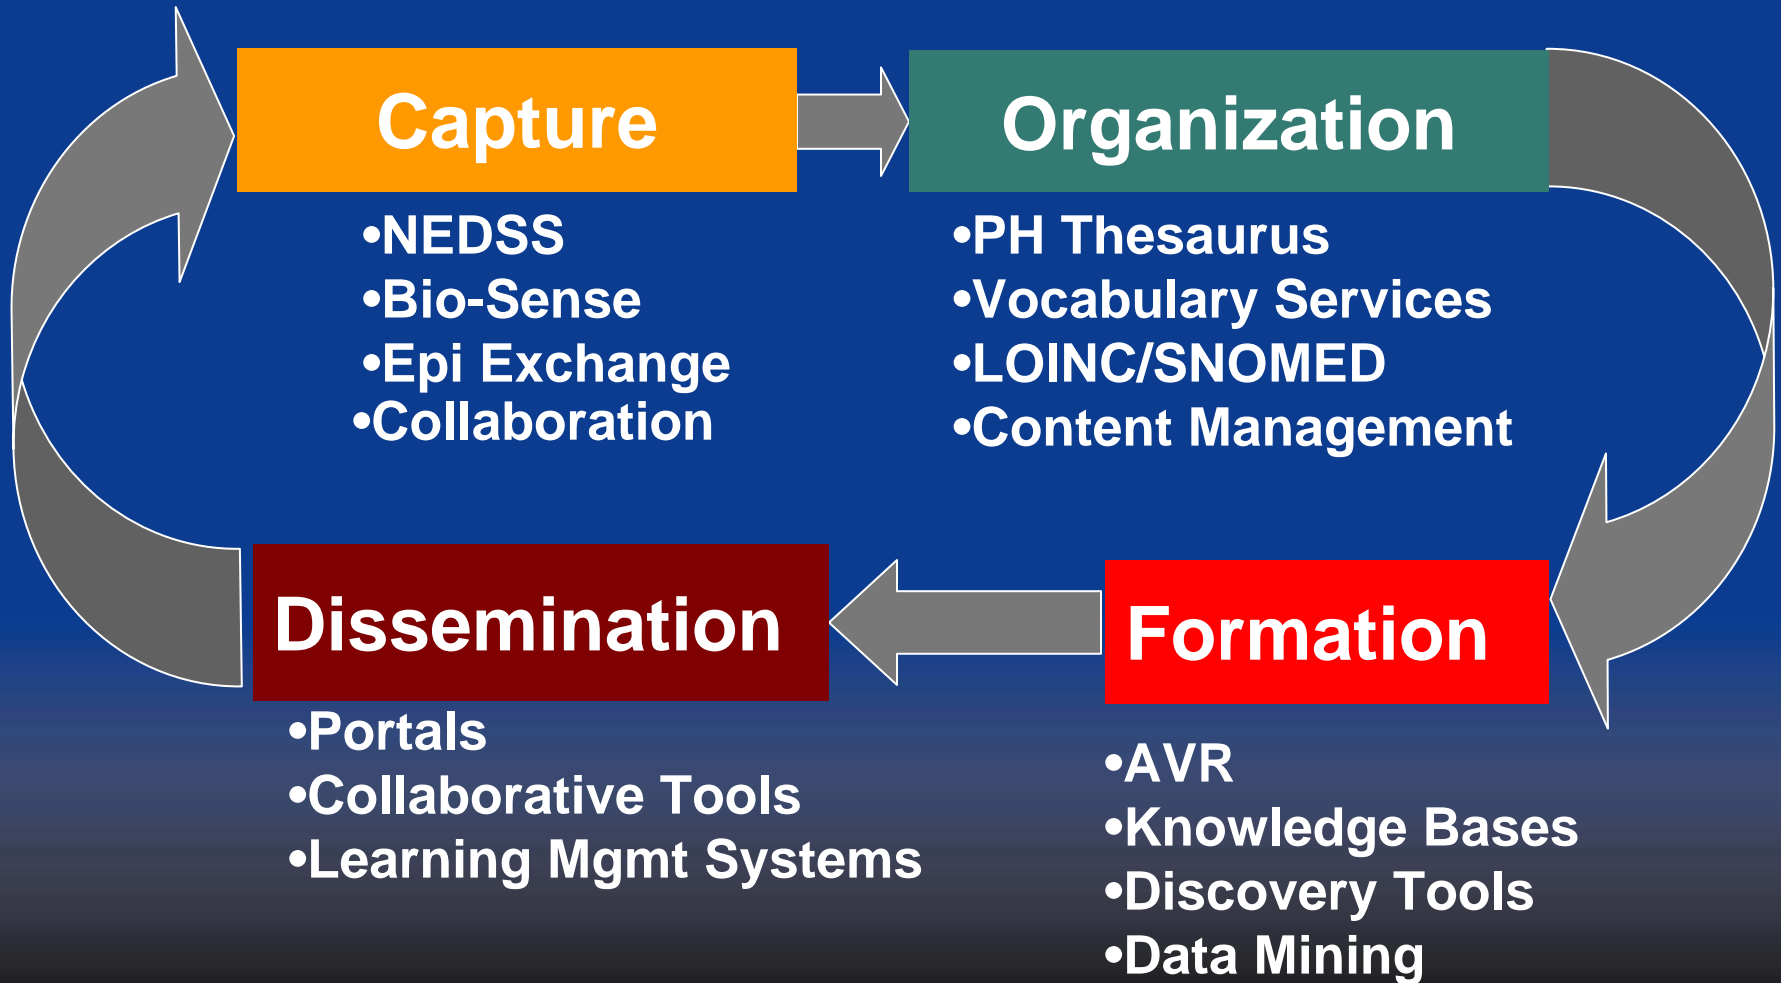 Capture
•NEDSS
•Bio-Sense
•Epi Exchange
•Collaboration
Organization
•PH Thesaurus
•Vocabulary Services
•LOINC/SNOMED
•Content Management
Formation
•AVR
•Knowledge Bases
•Discovery Tools
•Data Mining
Dissemination
•Portals
•Collaborative Tools
•Learning Mgmt Systems